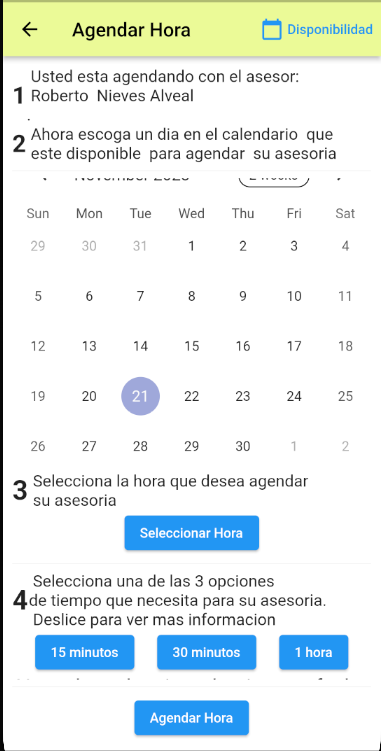 Agendar Hora Disponibilidad
Usted esta agendando con el asesor:
1 Roberto Nieves Alveal
.
2 Ahora escoga un dia en el calendario que
este disponible para agendar su asesoria
November 2023 2 weeks
Sun Mon Tue Wed Thu Fri Sat
29 30 31 1 2 3 4
5 6 7 8 9 10 11
12 13 14 15 16 17 18
19 20 21 22 23 24 25
26 27 28 29 30 1 2
3 Selecciona la hora que desea agendar
su asesoria
Seleccionar Hora
Selecciona una de las 3 opciones
4 de tiempo que necesita para su asesoria.
Deslice para ver mas informacion
15 minutos 30 minutos 1 hora
Agendar Hora